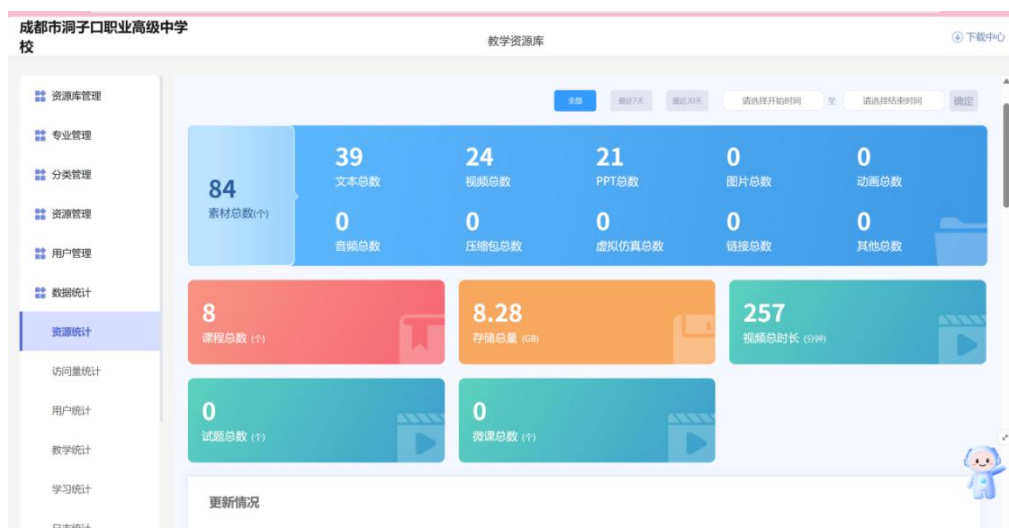 成都市洞子口职业高级中学
校
教学资源库
下载中心
资源库管理
专业管理
分类管理
资源管理
用户管理
数据统计
资源统计
访问量统计
用户统计
教学统计
学习统计
日志统计
全部 最近7天 最近30天 请选择开始时间 至 请选择结束时间 确定
84
素材总数(个)
39 24 21 0 0
文本总数 视频总数 PPT总数 图片总数 动画总数
0 0 0 0 0
音频总数 压缩包总数 虚拟仿真总数 链接总数 其他总数
8 8.28 257
课程总数 (个) 存储总量 (GB) 视频总时长 (分钟)
0 0
试题总数 (个) 微课总数 (个)
更新情况